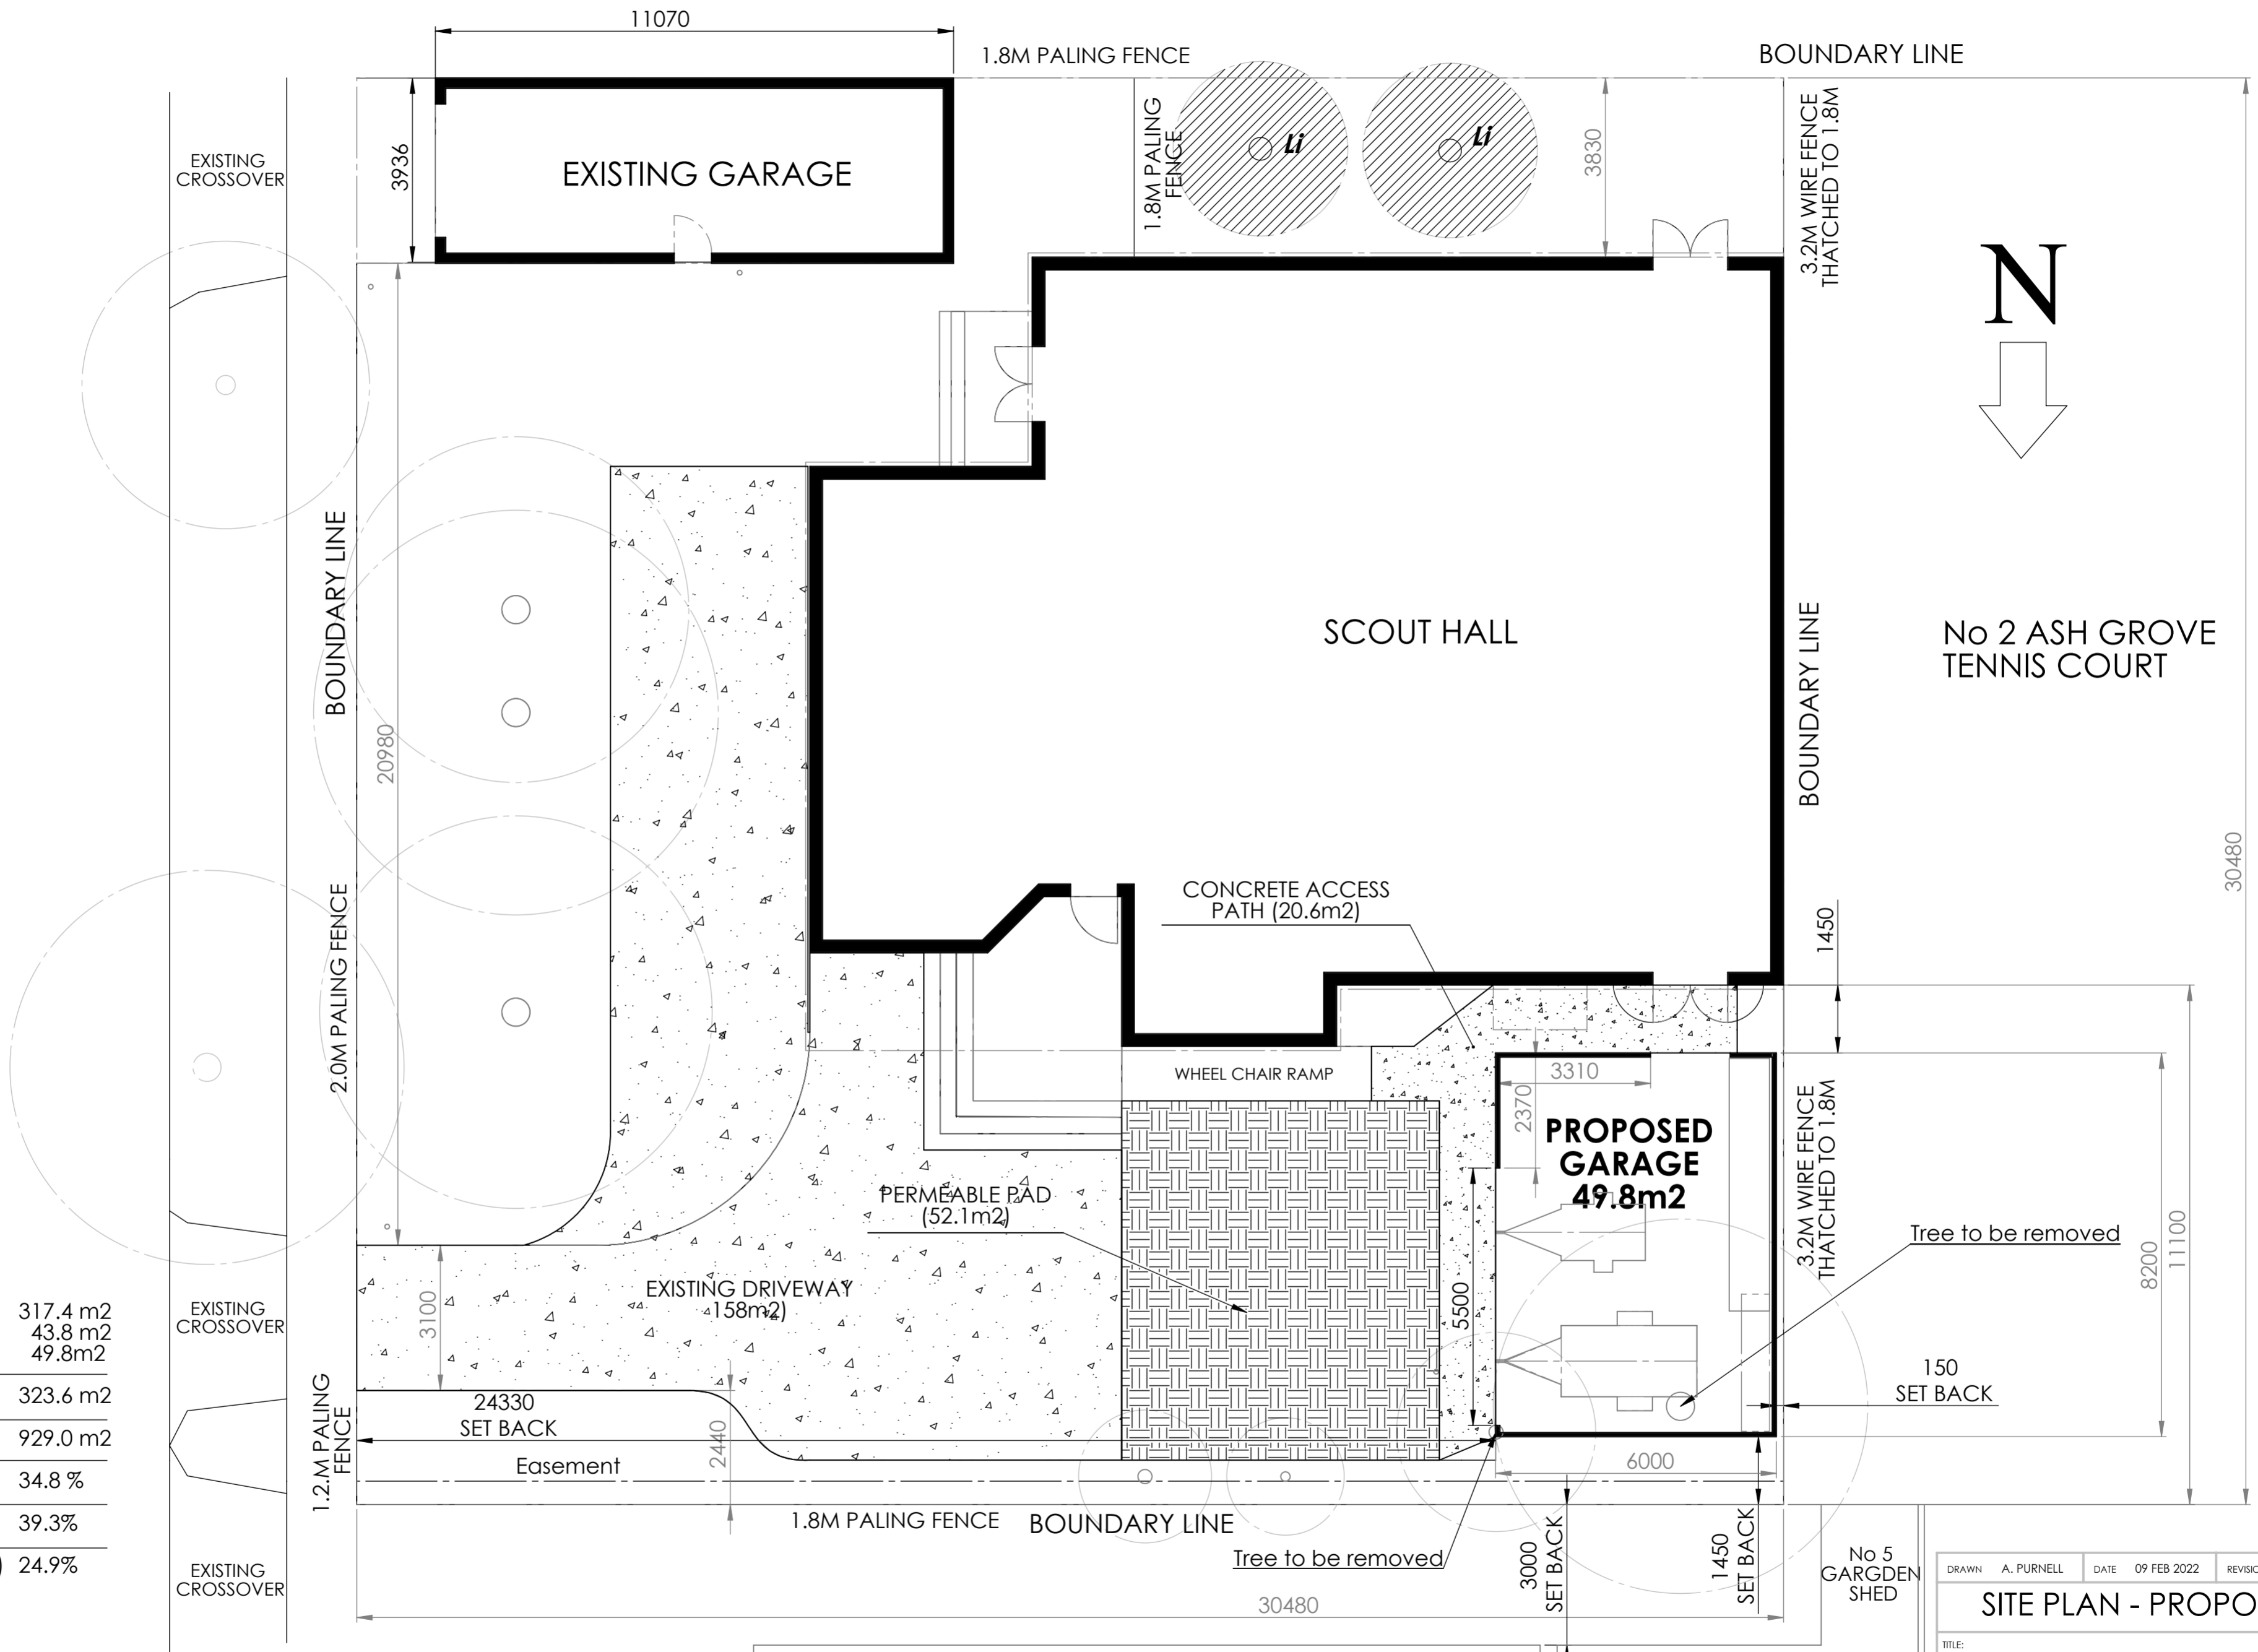 11070
1.8M PALING FENCE
BOUNDARY LINE
EXISTING
CROSSOVER
3936
EXISTING GARAGE
1.8M PALING
FENCE
Li
Li
3830
3.2M WIRE FENCE
THATCHED TO 1.8M
N
BOUNDARY LINE
20980
SCOUT HALL
BOUNDARY LINE
No 2 ASH GROVE
TENNIS COURT
30480
2.0M PALING FENCE
CONCRETE ACCESS
PATH (20.6m2)
1450
WHEEL CHAIR RAMP
3310
2370
PROPOSED
GARAGE
49.8m2
3.2M WIRE FENCE
THATCHED TO 1.8M
8200
11100
PERMEABLE PAD
(52.1m2)
Tree to be removed
EXISTING DRIVEWAY
158m2)
5500
3100
317.4 m2
43.8 m2
49.8m2
323.6 m2
929.0 m2
34.8 %
39.3%
) 24.9%
EXISTING
CROSSOVER
1.2.M PALING
FENCE
24330
SET BACK
2440
150
SET BACK
Easement
6000
1.8M PALING FENCE
BOUNDARY LINE
Tree to be removed
3000
SET BACK
1450
SET BACK
EXISTING
CROSSOVER
No 5
GARGDEN
SHED
30480
DRAWN A. PURNELL DATE 09 FEB 2022 REVISIO
SITE PLAN - PROPO
TITLE: